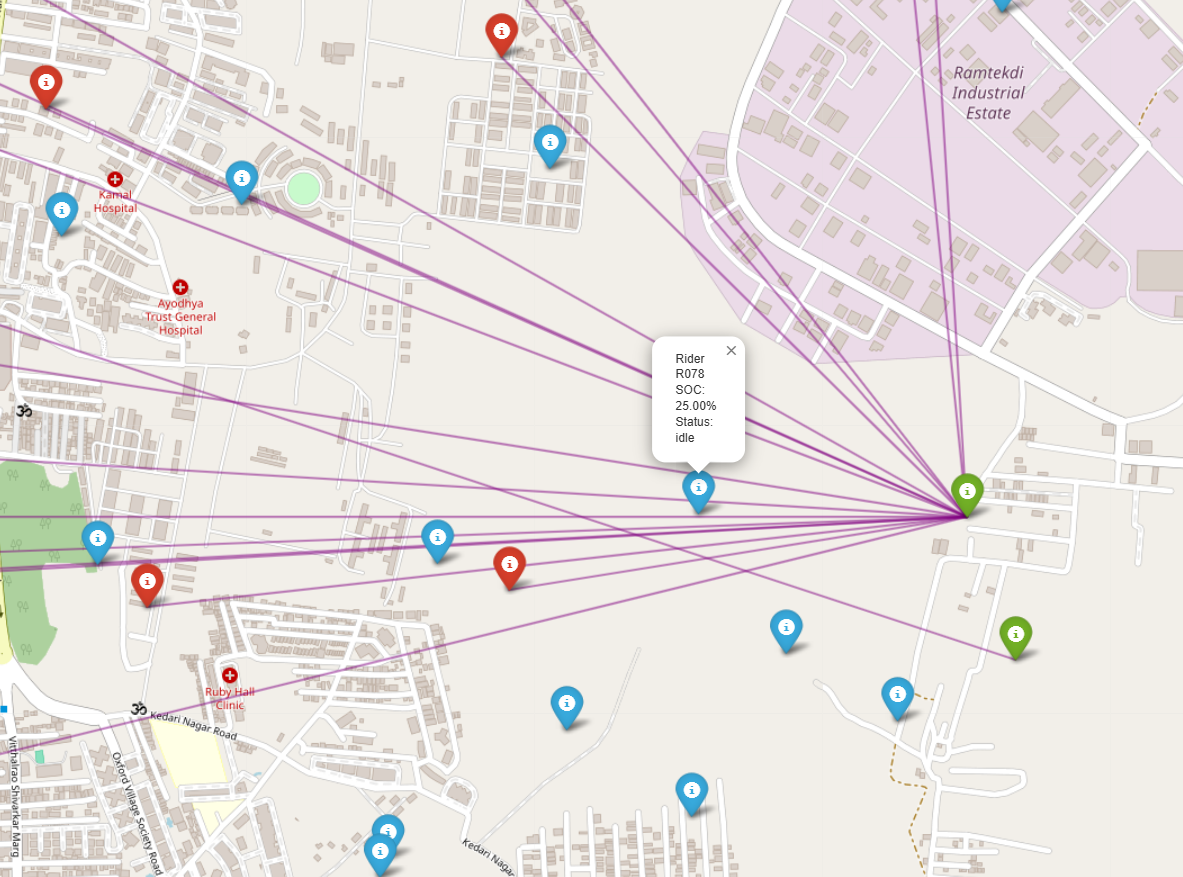 Ramtekdi
Industrial
Estate
Kamal
Hospital
Ayodhya
Trust General
Hospital
Rider
R078
SOC:
25.00%
Status:
idle
×
ॐ
Ruby Hall
Clinic
ॐ
Kedari Nagar Road
Vitthalrao Shivarkar Marg
Oxford Village Society Road
Kedari Nagar